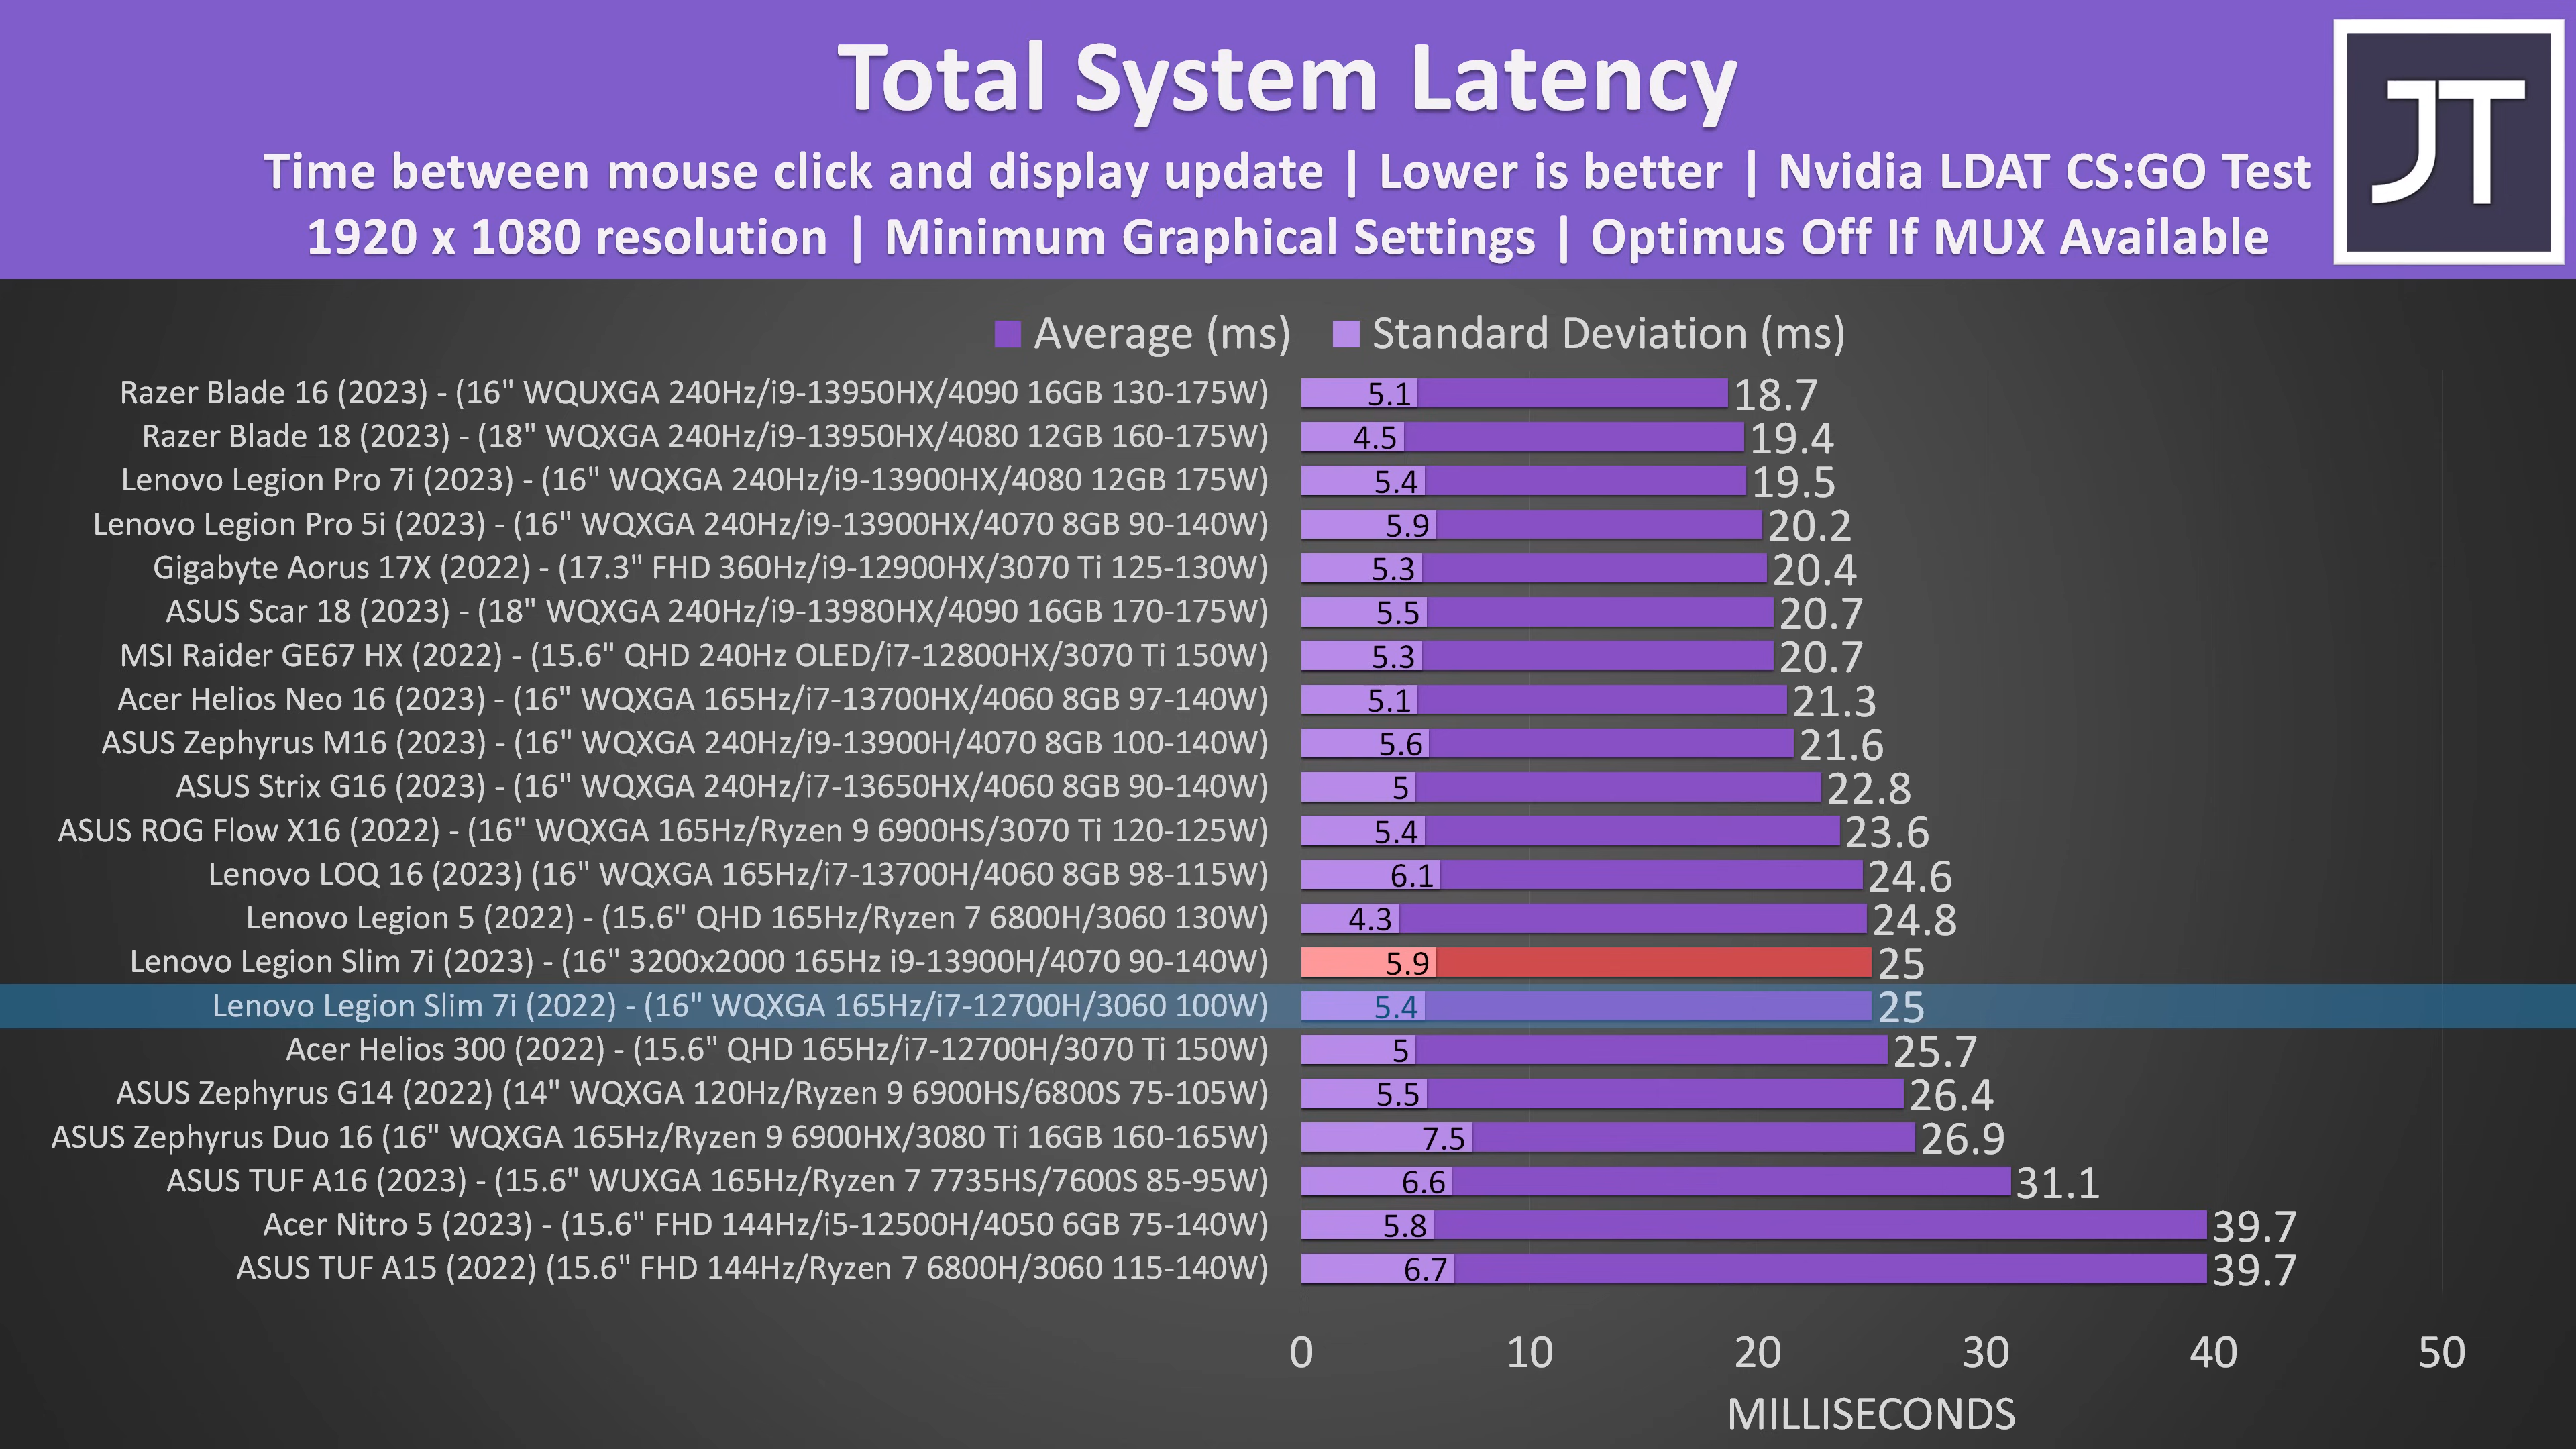 Total System Latency
Time between mouse click and display update | Lower is better | Nvidia LDAT CS:GO Test
1920 x 1080 resolution | Minimum Graphical Settings | Optimus Off If MUX Available
JT
Average (ms) Standard Deviation (ms)
Razer Blade 16 (2023) - (16" WQUXGA 240Hz/i9-13950HX/4090 16GB 130-175W) 5.1 18.7
Razer Blade 18 (2023) - (18" WQXGA 240Hz/i9-13950HX/4080 12GB 160-175W) 4.5 19.4
Lenovo Legion Pro 7i (2023) - (16" WQXGA 240Hz/i9-13900HX/4080 12GB 175W) 5.4 19.5
Lenovo Legion Pro 5i (2023) - (16" WQXGA 240Hz/i9-13900HX/4070 8GB 90-140W) 5.9 20.2
Gigabyte Aorus 17X (2022) - (17.3" FHD 360Hz/i9-12900HX/3070 Ti 125-130W) 5.3 20.4
ASUS Scar 18 (2023) - (18" WQXGA 240Hz/i9-13980HX/4090 16GB 170-175W) 5.5 20.7
MSI Raider GE67 HX (2022) - (15.6" QHD 240Hz OLED/i7-12800HX/3070 Ti 150W) 5.3 20.7
Acer Helios Neo 16 (2023) - (16" WQXGA 165Hz/i7-13700HX/4060 8GB 97-140W) 5.1 21.3
ASUS Zephyrus M16 (2023) - (16" WQXGA 240Hz/i9-13900H/4070 8GB 100-140W) 5.6 21.6
ASUS Strix G16 (2023) - (16" WQXGA 240Hz/i7-13650HX/4060 8GB 90-140W) 5 22.8
ASUS ROG Flow X16 (2022) - (16" WQXGA 165Hz/Ryzen 9 6900HS/3070 Ti 120-125W) 5.4 23.6
Lenovo LOQ 16 (2023) (16" WQXGA 165Hz/i7-13700H/4060 8GB 98-115W) 6.1 24.6
Lenovo Legion 5 (2022) - (15.6" QHD 165Hz/Ryzen 7 6800H/3060 130W) 4.3 24.8
Lenovo Legion Slim 7i (2023) - (16" 3200x2000 165Hz i9-13900H/4070 90-140W) 5.9 25
Lenovo Legion Slim 7i (2022) - (16" WQXGA 165Hz/i7-12700H/3060 100W) 5.4 25
Acer Helios 300 (2022) - (15.6" QHD 165Hz/i7-12700H/3070 Ti 150W) 5 25.7
ASUS Zephyrus G14 (2022) (14" WQXGA 120Hz/Ryzen 9 6900HS/6800S 75-105W) 5.5 26.4
ASUS Zephyrus Duo 16 (16" WQXGA 165Hz/Ryzen 9 6900HX/3080 Ti 16GB 160-165W) 7.5 26.9
ASUS TUF A16 (2023) - (15.6" WUXGA 165Hz/Ryzen 7 7735HS/7600S 85-95W) 6.6 31.1
Acer Nitro 5 (2023) - (15.6" FHD 144Hz/i5-12500H/4050 6GB 75-140W) 5.8 39.7
ASUS TUF A15 (2022) (15.6" FHD 144Hz/Ryzen 7 6800H/3060 115-140W) 6.7 39.7
0 10 20 30 40 50
MILLISECONDS